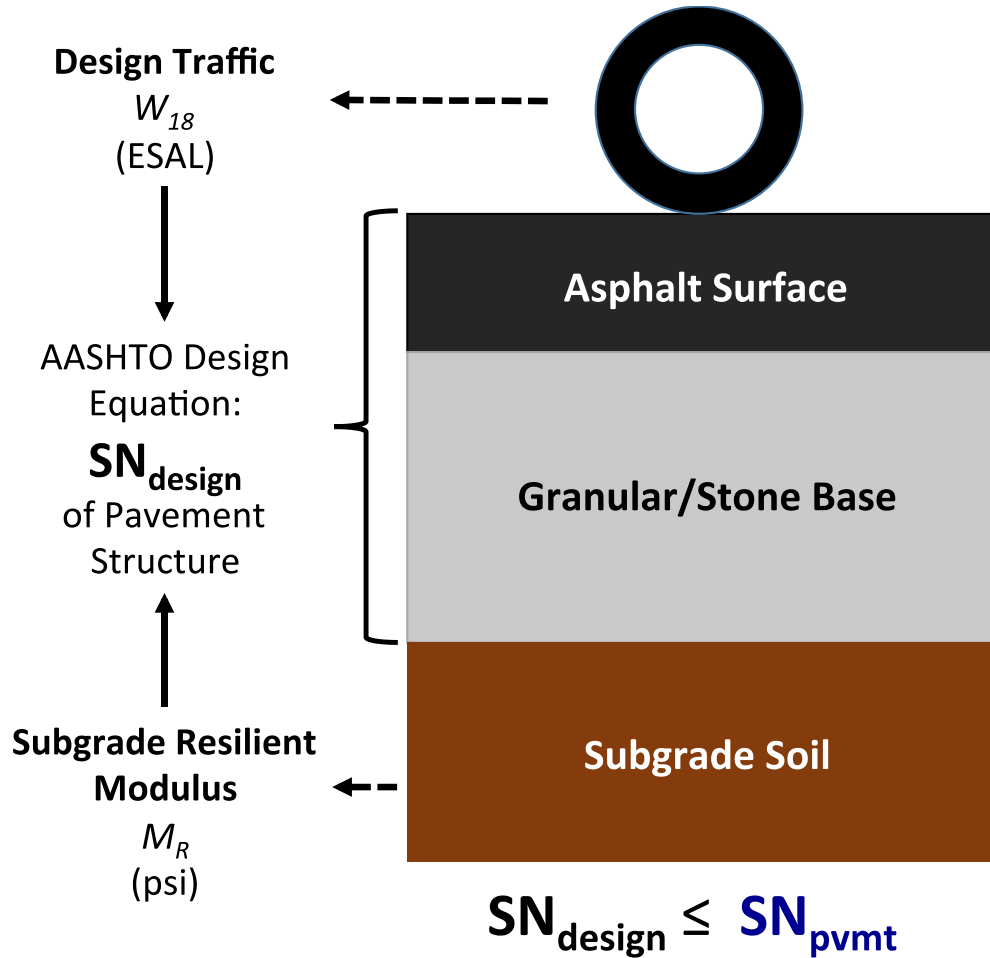 Design Traffic
W18
(ESAL)
AASHTO Design
Equation:
SNdesign
of Pavement
Structure
Subgrade Resilient
Modulus
MR
(psi)
Asphalt Surface
Granular/Stone Base
Subgrade Soil
SNdesign ≤ SNpvmt